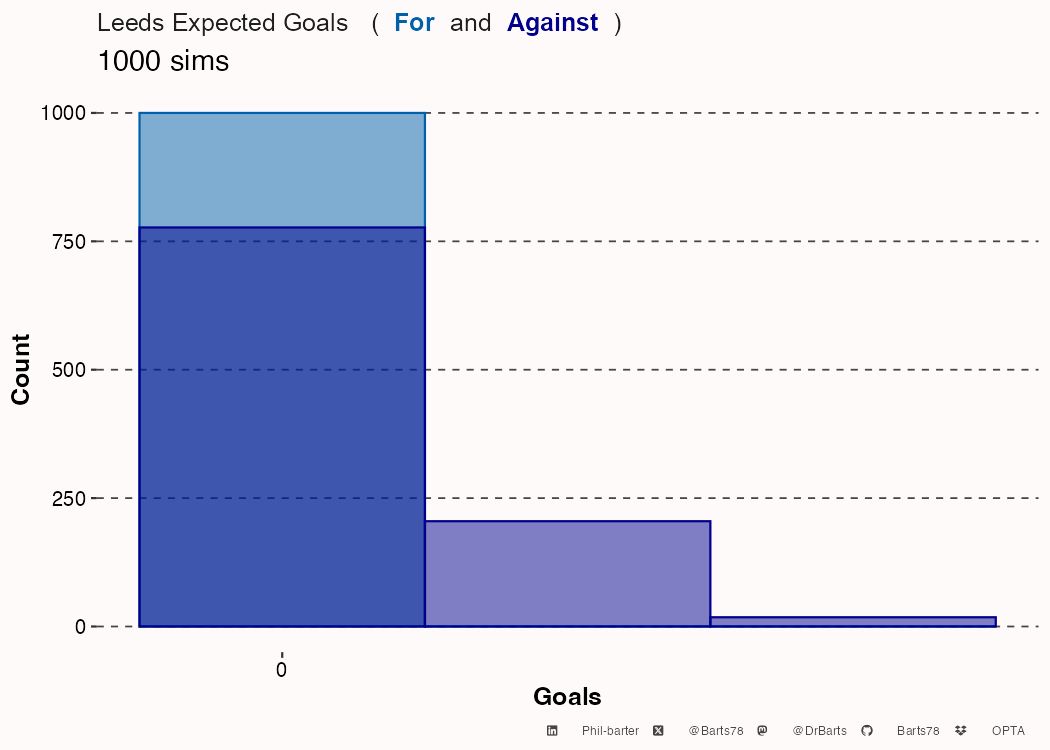 Leeds Expected Goals ( For and Against )
1000 sims
1000
750
500
250
0
Count
0
Goals
Phil-barter @Barts78 @DrBarts Barts78 OPTA